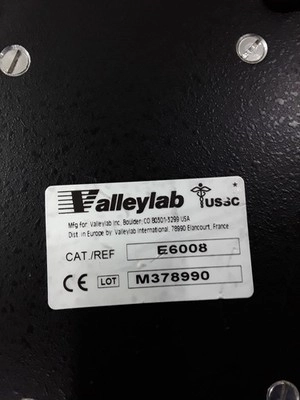 Valleylab USSC
Mfg for Valleylab Inc. Boulder, CO 80301-3299 USA
Dist. in Europe by Valleylab International, 78990 Elancourt, France
CAT./REF E6008
CE LOT M378990